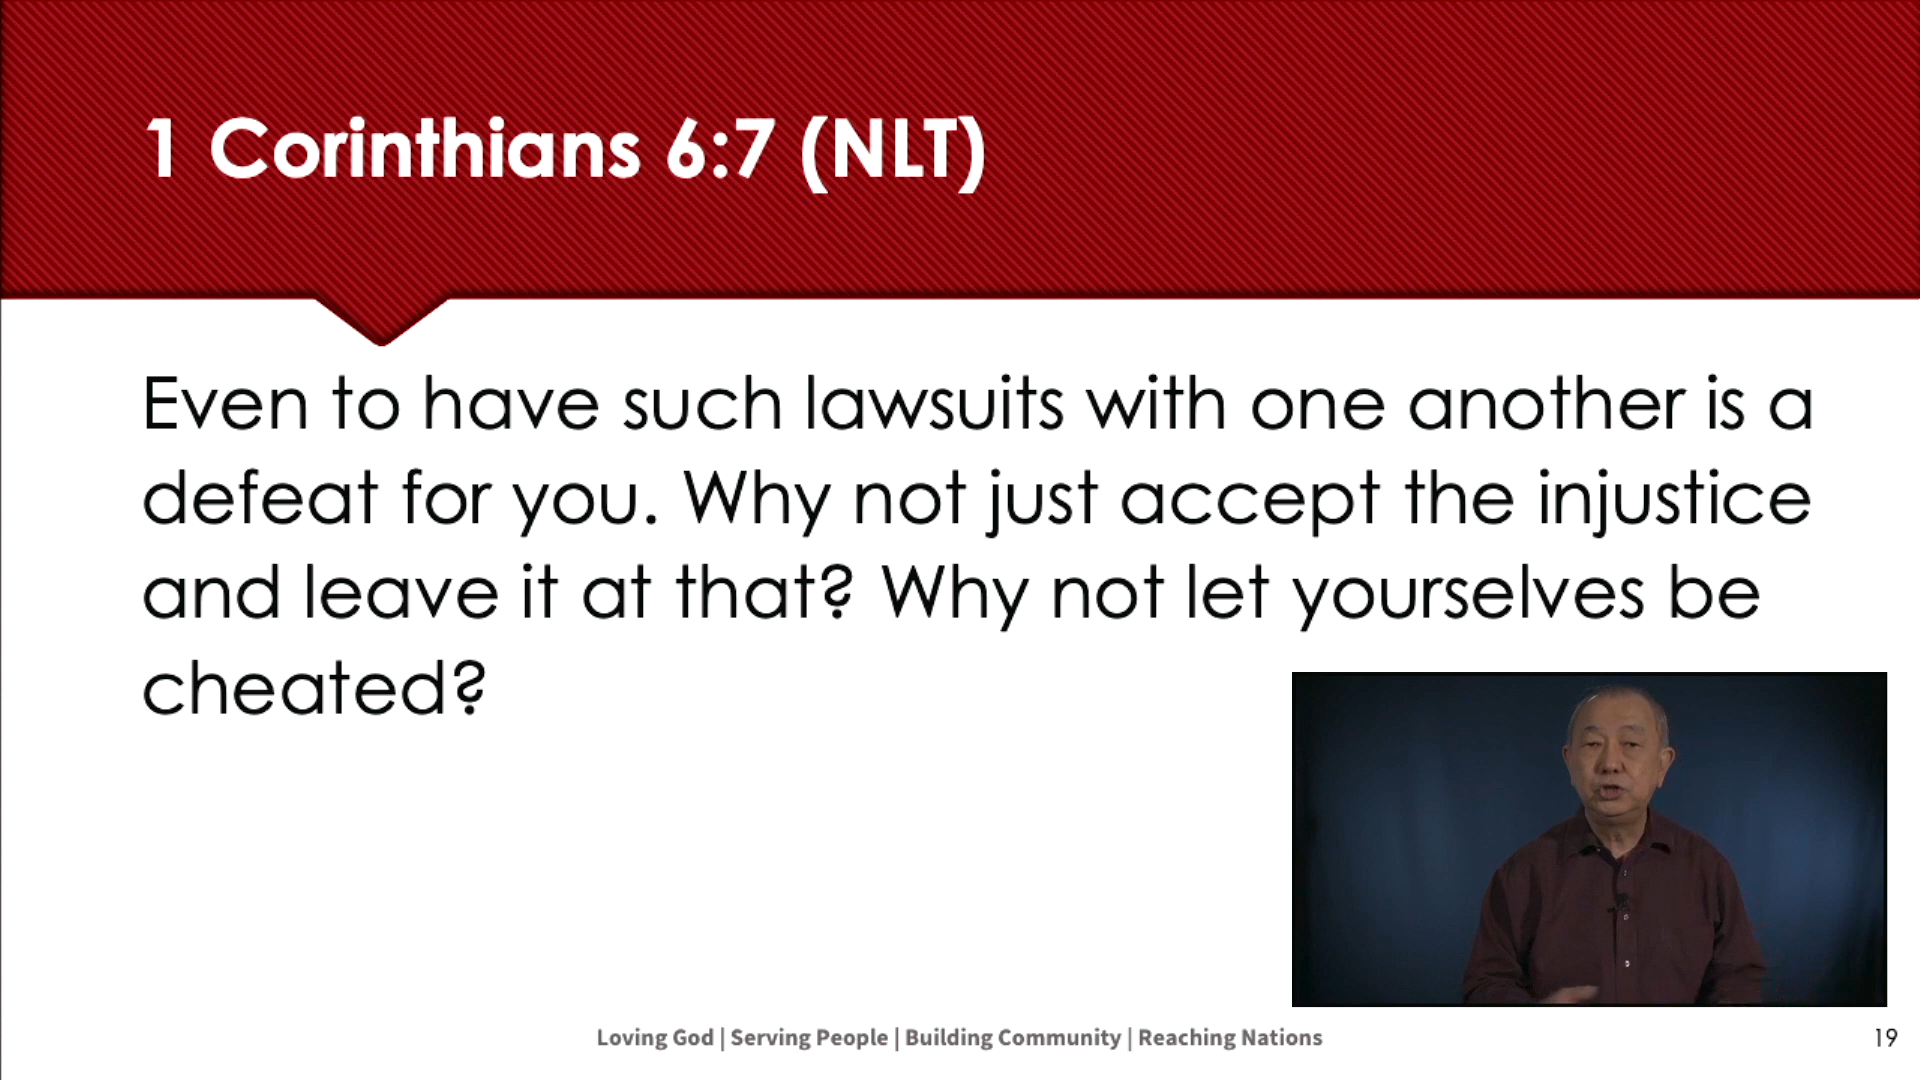 1 Corinthians 6:7 (NLT)
Even to have such lawsuits with one another is a
defeat for you. Why not just accept the injustice
and leave it at that? Why not let yourselves be
cheated?
Loving God | Serving People | Building Community | Reaching Nations
19